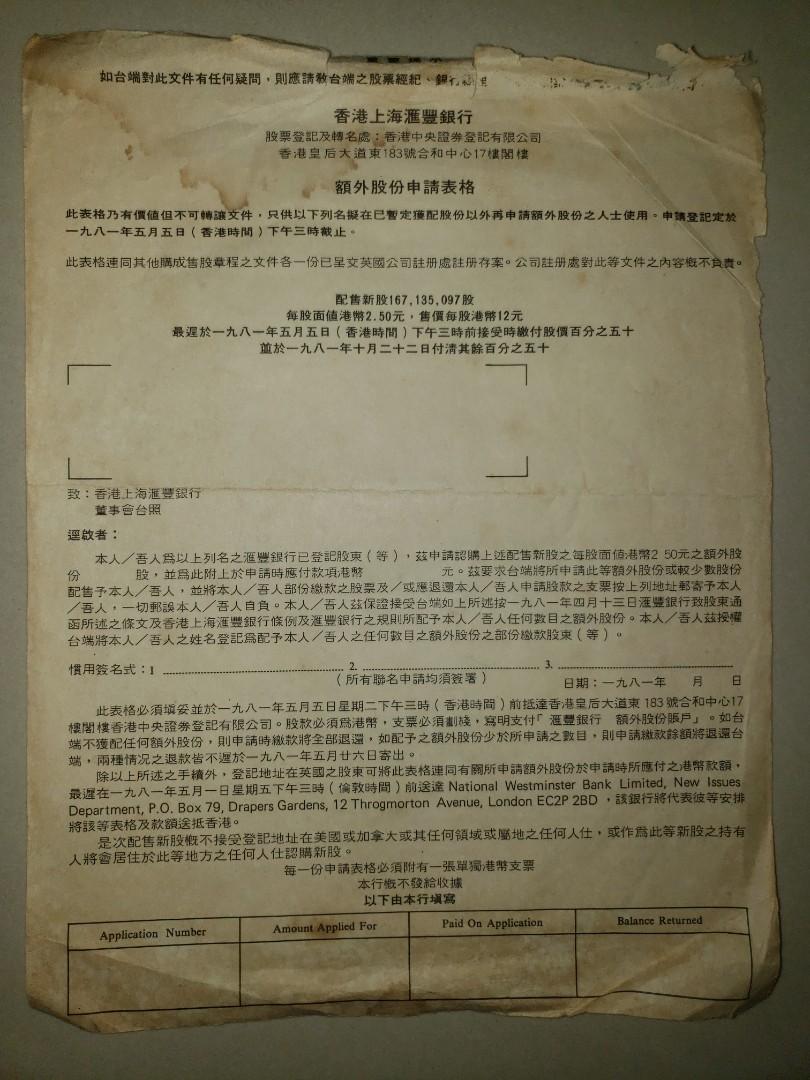 如台端對此文件有任何疑問，則應請敎台端之股票經紀、銀行
香港上海滙豐銀行
股票登記及轉名處：香港中央證券登記有限公司
香港皇后大道東183號合和中心17樓閣樓
額外股份申請表格
此表格乃有價値但不可轉讓文件，只供以下列名擬在已暫定獲配股份以外再申請額外股份之人士使用。申請登記定於
一九八一年五月五日（香港時間）下午三時截止。
此表格連同其他購成售股章程之文件各一份已呈文英國公司註册處註册存案。公司註册處對此等文件之內容槪不負責。
配售新股167,135,097股
每股面値港幣2.50元，售價每股港幣12元
最遲於一九八一年五月五日（香港時間）下午三時前接受時繳付股價百分之五十
並於一九八一年十月二十二日付淸其餘百分之五十
致：香港上海滙豐銀行
董事會台照
逕啟者：
本人／吾人爲以上列名之滙豐銀行已登記股東（等），玆申請認購上述配售新股之每股面値港幣2 50元之額外股
份 股，並爲此附上於申請時應付款項港幣 元。玆要求台端將所申請此等額外股份或較少數股份
配售予本人／吾人，並將本人／吾人部份繳款之股票及／或應退還本人／吾人申請股款之支票按上列地址郵寄予本人
／吾人，一切郵誤本人／吾人自負。本人／吾人玆保證接受台端如上所述按一九八一年四月十三日滙豐銀行致股東通
函所述之條文及香港上海滙豐銀行條例及滙豐銀行之規則所配予本人／吾人任何數目之額外股份。本人／吾人玆授權
台端將本人／吾人之姓名登記爲配予本人／吾人之任何數目之額外股份之部份繳款股東（等）。
慣用簽名式：1 2. 3.
（所有聯名申請均須簽署）
日期：一九八一年 月 日
此表格必須塡妥並於一九八一年五月五日星期二下午三時（香港時間）前抵達香港皇后大道東 183 號合和中心17
樓閣樓香港中央證券登記有限公司。股款必須爲港幣，支票必須劃綫，寫明支付「滙豐銀行 額外股份賬戶」。如台
端不獲配任何額外股份，則申請時繳款將全部退還，如配予之額外股份少於所申請之數目，則申請繳款餘額將退還台
端，兩種情况之退款皆不遲於一九八一年五月廿六日寄出。
除以上所述之手續外，登記地址在英國之股東可將此表格連同有關所申請額外股份於申請時所應付之港幣款額，
最遲在一九八一年五月一日星期五下午三時（倫敦時間）前送達 National Westminster Bank Limited, New Issues
Department, P.O. Box 79, Drapers Gardens, 12 Throgmorton Avenue, London EC2P 2BD，該銀行將代表彼等安排
將該等表格及款額送抵香港。
是次配售新股槪不接受登記地址在美國或加拿大或其任何領域或屬地之任何人仕，或作爲此等新股之持有
人將會居住於此等地方之任何人仕認購新股。
每一份申請表格必須附有一張單獨港幣支票
本行槪不發給收據
以下由本行塡寫
Application Number Amount Applied For Paid On Application Balance Returned